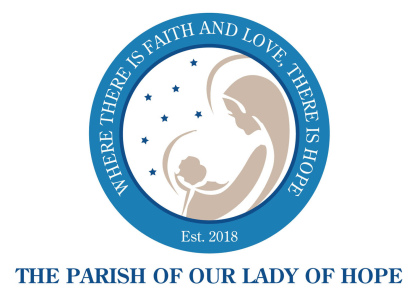 WHERE THERE IS FAITH AND LOVE, THERE IS HOPE
Est. 2018
THE PARISH OF OUR LADY OF HOPE